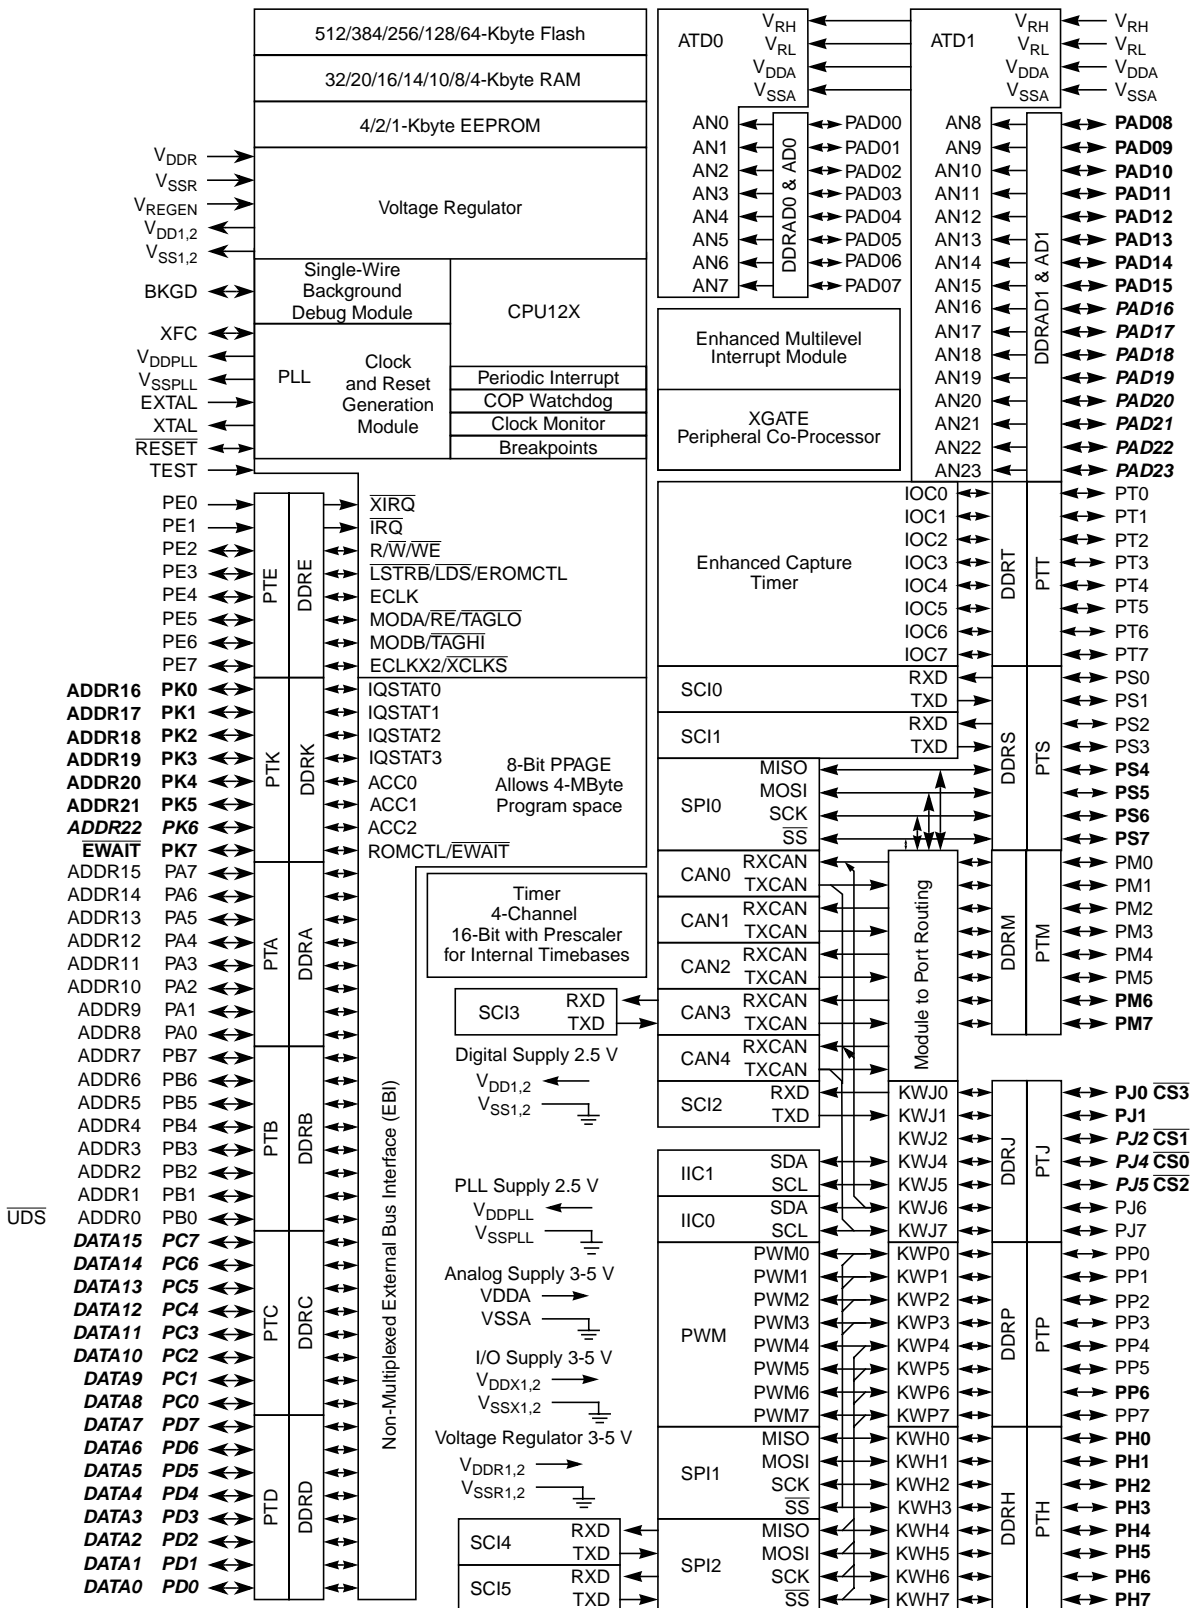 512/384/256/128/64-Kbyte Flash
32/20/16/14/10/8/4-Kbyte RAM
4/2/1-Kbyte EEPROM
VDDR
VSSR
VREGEN
VDD1,2
VSS1,2
Voltage Regulator
BKGD
Single-Wire
Background
Debug Module
CPU12X
XFC
VDDPLL
VSSPLL
EXTAL
XTAL
RESET
TEST
PLL
Clock
and Reset
Generation
Module
Periodic Interrupt
COP Watchdog
Clock Monitor
Breakpoints
PE0
PE1
PE2
PE3
PE4
PE5
PE6
PE7
PTE
DDRE
XIRQ
IRQ
R/W/WE
LSTRB/LDS/EROMCTL
ECLK
MODA/RE/TAGLO
MODB/TAGHI
ECLKX2/XCLKS
ADDR16 PK0
ADDR17 PK1
ADDR18 PK2
ADDR19 PK3
ADDR20 PK4
ADDR21 PK5
ADDR22 PK6
EWAIT PK7
PTK
DDRK
IQSTAT0
IQSTAT1
IQSTAT2
IQSTAT3
ACC0
ACC1
ACC2
ROMCTL/EWAIT
8-Bit PPAGE
Allows 4-MByte
Program space
ADDR15 PA7
ADDR14 PA6
ADDR13 PA5
ADDR12 PA4
ADDR11 PA3
ADDR10 PA2
ADDR9 PA1
ADDR8 PA0
PTA
DDRA
ADDR7 PB7
ADDR6 PB6
ADDR5 PB5
ADDR4 PB4
ADDR3 PB3
ADDR2 PB2
ADDR1 PB1
UDS ADDR0 PB0
PTB
DDRB
DATA15 PC7
DATA14 PC6
DATA13 PC5
DATA12 PC4
DATA11 PC3
DATA10 PC2
DATA9 PC1
DATA8 PC0
PTC
DDRC
DATA7 PD7
DATA6 PD6
DATA5 PD5
DATA4 PD4
DATA3 PD3
DATA2 PD2
DATA1 PD1
DATA0 PD0
PTD
DDRD
Non-Multiplexed External Bus Interface (EBI)
Timer
4-Channel
16-Bit with Prescaler
for Internal Timebases
SCI3
RXD
TXD
Digital Supply 2.5 V
VDD1,2
VSS1,2
PLL Supply 2.5 V
VDDPLL
VSSPLL
Analog Supply 3-5 V
VDDA
VSSA
I/O Supply 3-5 V
VDDX1,2
VSSX1,2
Voltage Regulator 3-5 V
VDDR1,2
VSSR1,2
SCI4
RXD
TXD
SCI5
RXD
TXD
ATD0
VRH
VRL
VDDA
VSSA
AN0
AN1
AN2
AN3
AN4
AN5
AN6
AN7
DDRAD0 & AD0
PAD00
PAD01
PAD02
PAD03
PAD04
PAD05
PAD06
PAD07
ATD1
VRH
VRL
VDDA
VSSA
VRH
VRL
VDDA
VSSA
AN8
AN9
AN10
AN11
AN12
AN13
AN14
AN15
AN16
AN17
AN18
AN19
AN20
AN21
AN22
AN23
DDRAD1 & AD1
PAD08
PAD09
PAD10
PAD11
PAD12
PAD13
PAD14
PAD15
PAD16
PAD17
PAD18
PAD19
PAD20
PAD21
PAD22
PAD23
Enhanced Multilevel
Interrupt Module
XGATE
Peripheral Co-Processor
Enhanced Capture
Timer
IOC0
IOC1
IOC2
IOC3
IOC4
IOC5
IOC6
IOC7
DDRT
PTT
PT0
PT1
PT2
PT3
PT4
PT5
PT6
PT7
SCI0
RXD
TXD
SCI1
RXD
TXD
SPI0
MISO
MOSI
SCK
SS
DDRS
PTS
PS0
PS1
PS2
PS3
PS4
PS5
PS6
PS7
CAN0
RXCAN
TXCAN
CAN1
RXCAN
TXCAN
CAN2
RXCAN
TXCAN
CAN3
RXCAN
TXCAN
CAN4
RXCAN
TXCAN
Module to Port Routing
DDRM
PTM
PM0
PM1
PM2
PM3
PM4
PM5
PM6
PM7
SCI2
RXD
TXD
IIC1
SDA
SCL
IIC0
SDA
SCL
KWJ0
KWJ1
KWJ2
KWJ4
KWJ5
KWJ6
KWJ7
DDRJ
PTJ
PJ0 CS3
PJ1
PJ2 CS1
PJ4 CS0
PJ5 CS2
PJ6
PJ7
PWM
PWM0
PWM1
PWM2
PWM3
PWM4
PWM5
PWM6
PWM7
KWP0
KWP1
KWP2
KWP3
KWP4
KWP5
KWP6
KWP7
DDRP
PTP
PP0
PP1
PP2
PP3
PP4
PP5
PP6
PP7
SPI1
MISO
MOSI
SCK
SS
SPI2
MISO
MOSI
SCK
SS
KWH0
KWH1
KWH2
KWH3
KWH4
KWH5
KWH6
KWH7
DDRH
PTH
PH0
PH1
PH2
PH3
PH4
PH5
PH6
PH7